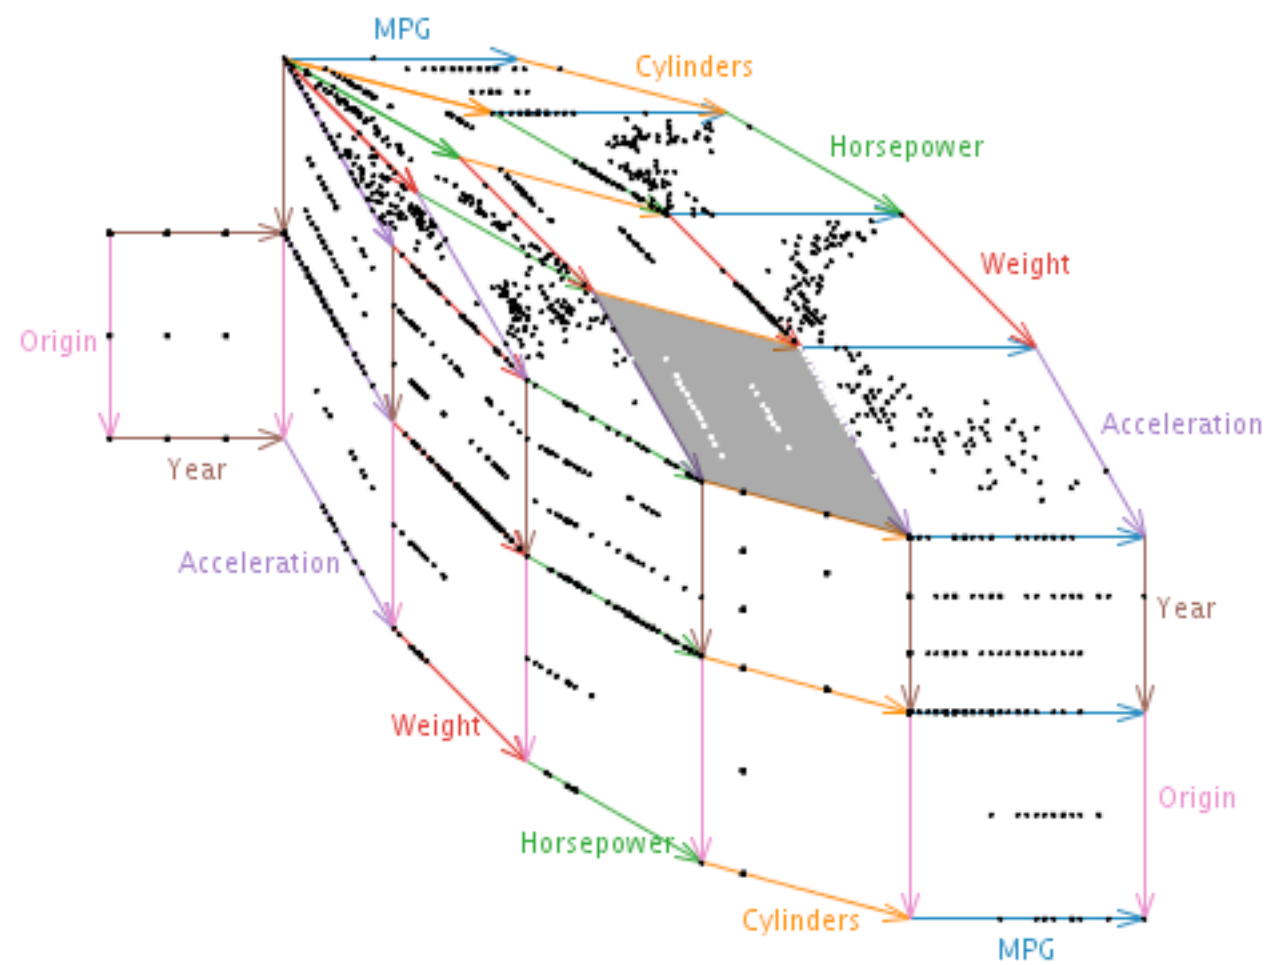 MPG
Cylinders
Horsepower
Weight
Origin
Acceleration
Year
Acceleration
Year
Weight
Origin
Horsepower
Cylinders
MPG